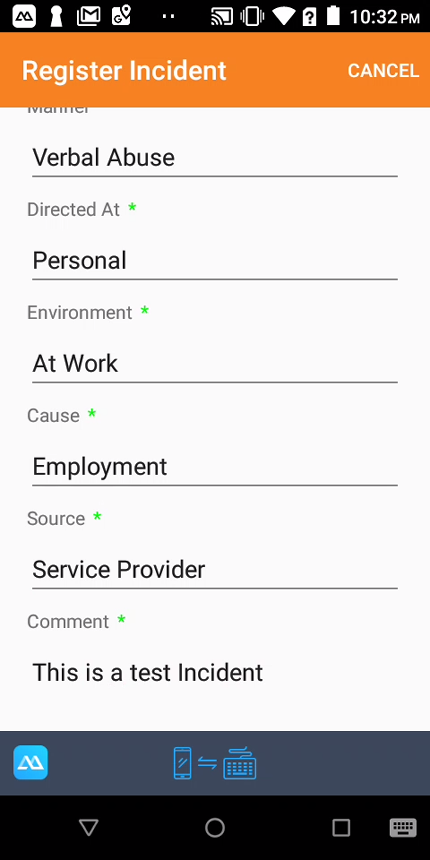 10:32 PM
Register Incident
CANCEL
Manner
Verbal Abuse
Directed At *
Personal
Environment *
At Work
Cause *
Employment
Source *
Service Provider
Comment *
This is a test Incident